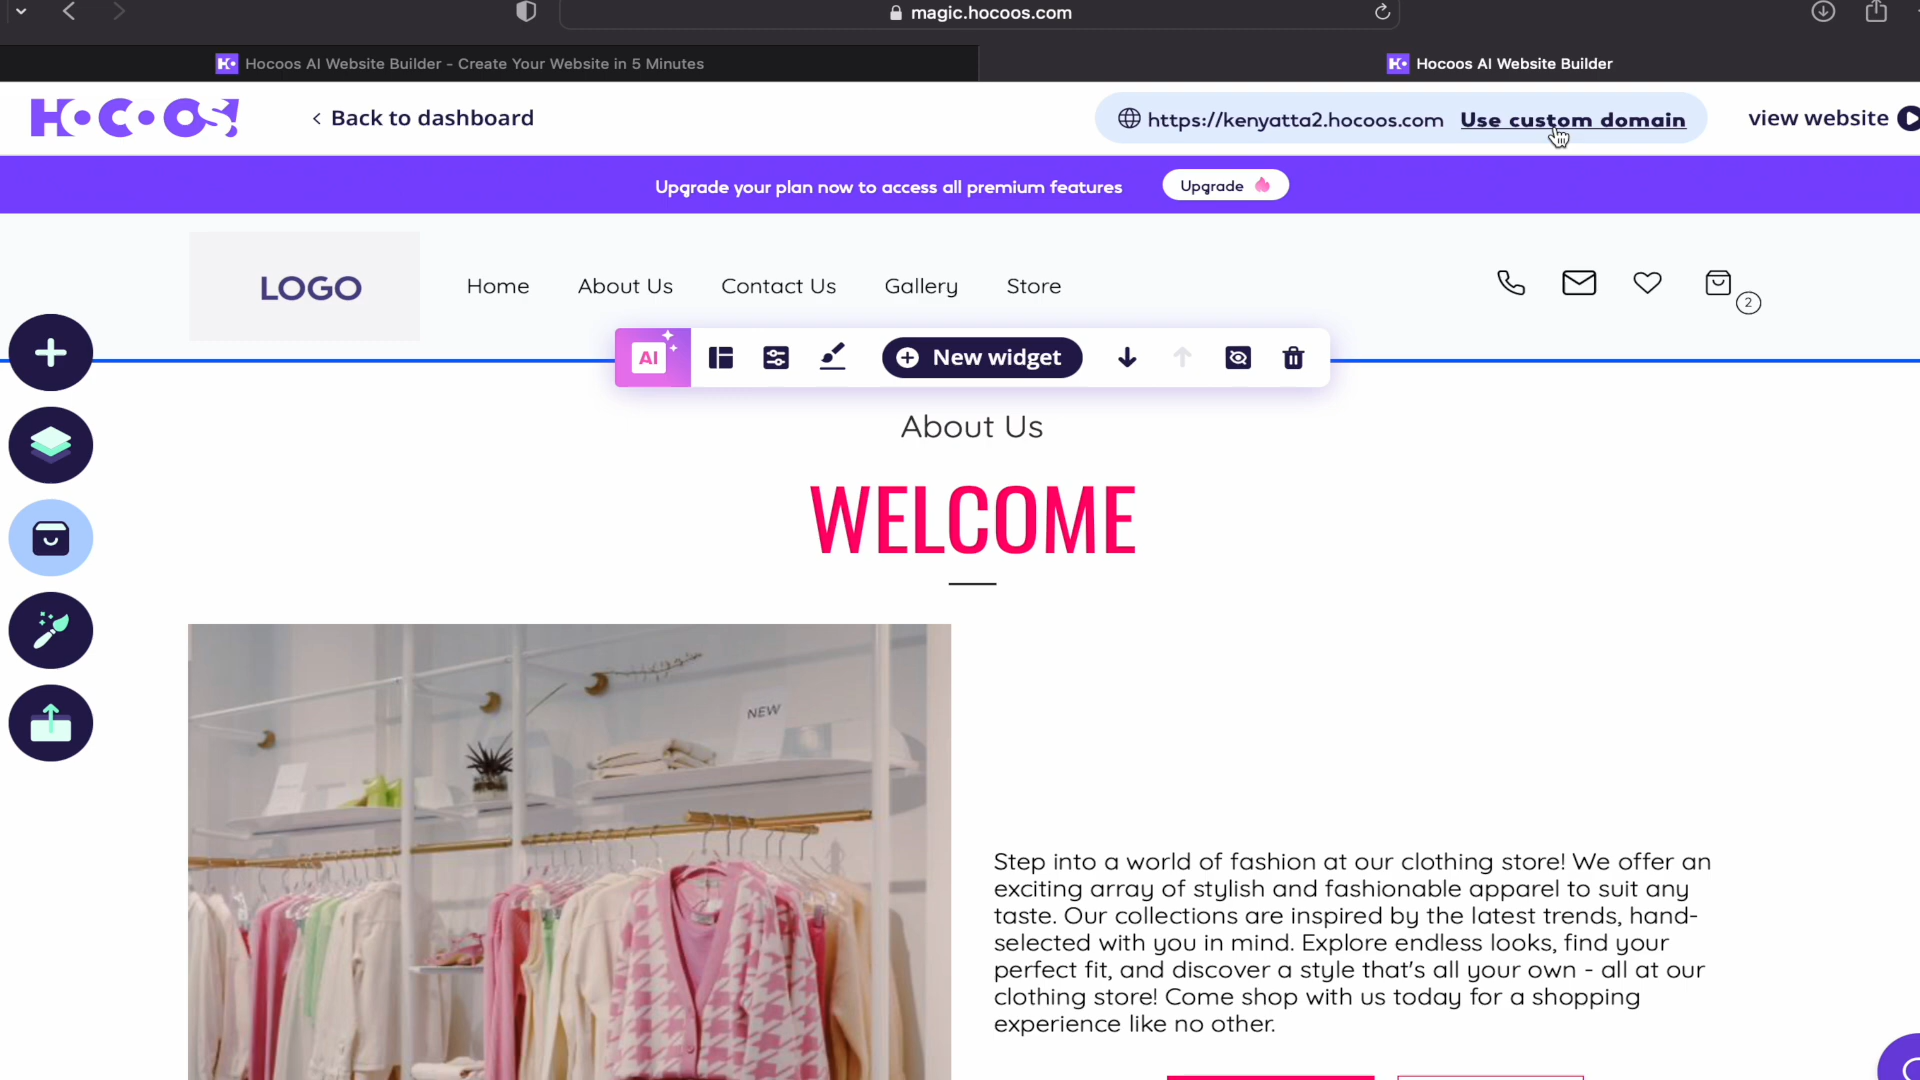 magic.hocoos.com
Hocoos AI Website Builder - Create Your Website in 5 Minutes
Hocoos AI Website Builder
HOCOOS!
< Back to dashboard
https://kenyatta2.hocoos.com Use custom domain
view website
Upgrade your plan now to access all premium features
Upgrade
LOGO
Home
About Us
Contact Us
Gallery
Store
2
AI
New widget
About Us
WELCOME
NEW
Step into a world of fashion at our clothing store! We offer an
exciting array of stylish and fashionable apparel to suit any
taste. Our collections are inspired by the latest trends, hand-
selected with you in mind. Explore endless looks, find your
perfect fit, and discover a style that's all your own - all at our
clothing store! Come shop with us today for a shopping
experience like no other.